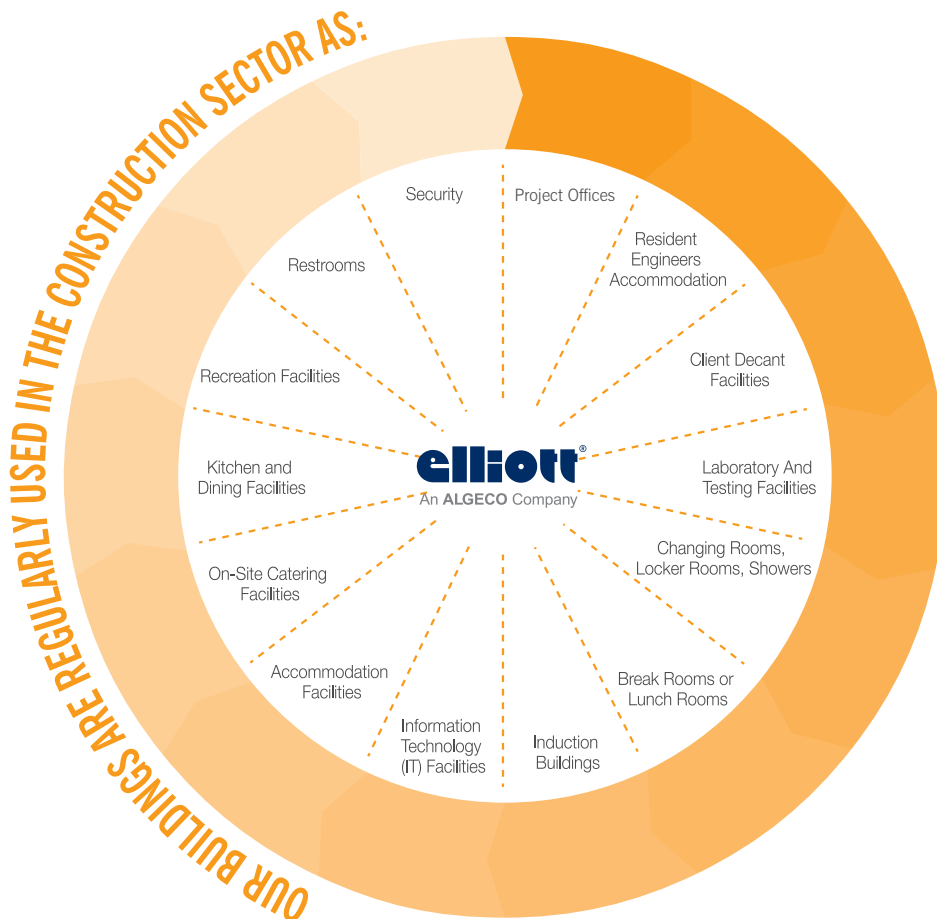 OUR BUILDINGS ARE REGULARLY USED IN THE CONSTRUCTION SECTOR AS:
Project Offices
Resident
Engineers
Accommodation
Client Decant
Facilities
Laboratory And
Testing Facilities
Changing Rooms,
Locker Rooms, Showers
Break Rooms or
Lunch Rooms
Induction
Buildings
Information
Technology
(IT) Facilities
Accommodation
Facilities
On-Site Catering
Facilities
Kitchen and
Dining Facilities
Recreation Facilities
Restrooms
Security
elliott®
An ALGECO Company